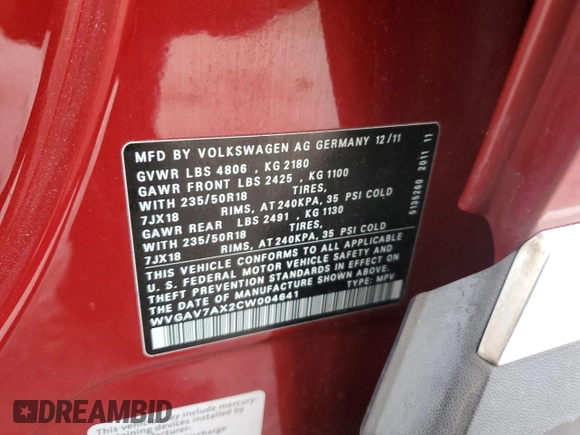 MFD BY VOLKSWAGEN AG GERMANY 12/11
GVWR LBS 4806 , KG 2180
GAWR FRONT LBS 2425 , KG 1100
WITH 235/50R18 TIRES,
7JX18 RIMS, AT 240KPA, 35 PSI COLD
GAWR REAR LBS 2491 , KG 1130
WITH 235/50R18 TIRES,
7JX18 RIMS, AT 240KPA, 35 PSI COLD
THIS VEHICLE CONFORMS TO ALL APPLICABLE
U. S. FEDERAL MOTOR VEHICLE SAFETY AND
THEFT PREVENTION STANDARDS IN EFFECT ON
THE DATE OF MANUFACTURE SHOWN ABOVE.
WVGAV7AX2CW004641 TYPE: MPV
5135260 2011 11
include mercury-
DREAMBID